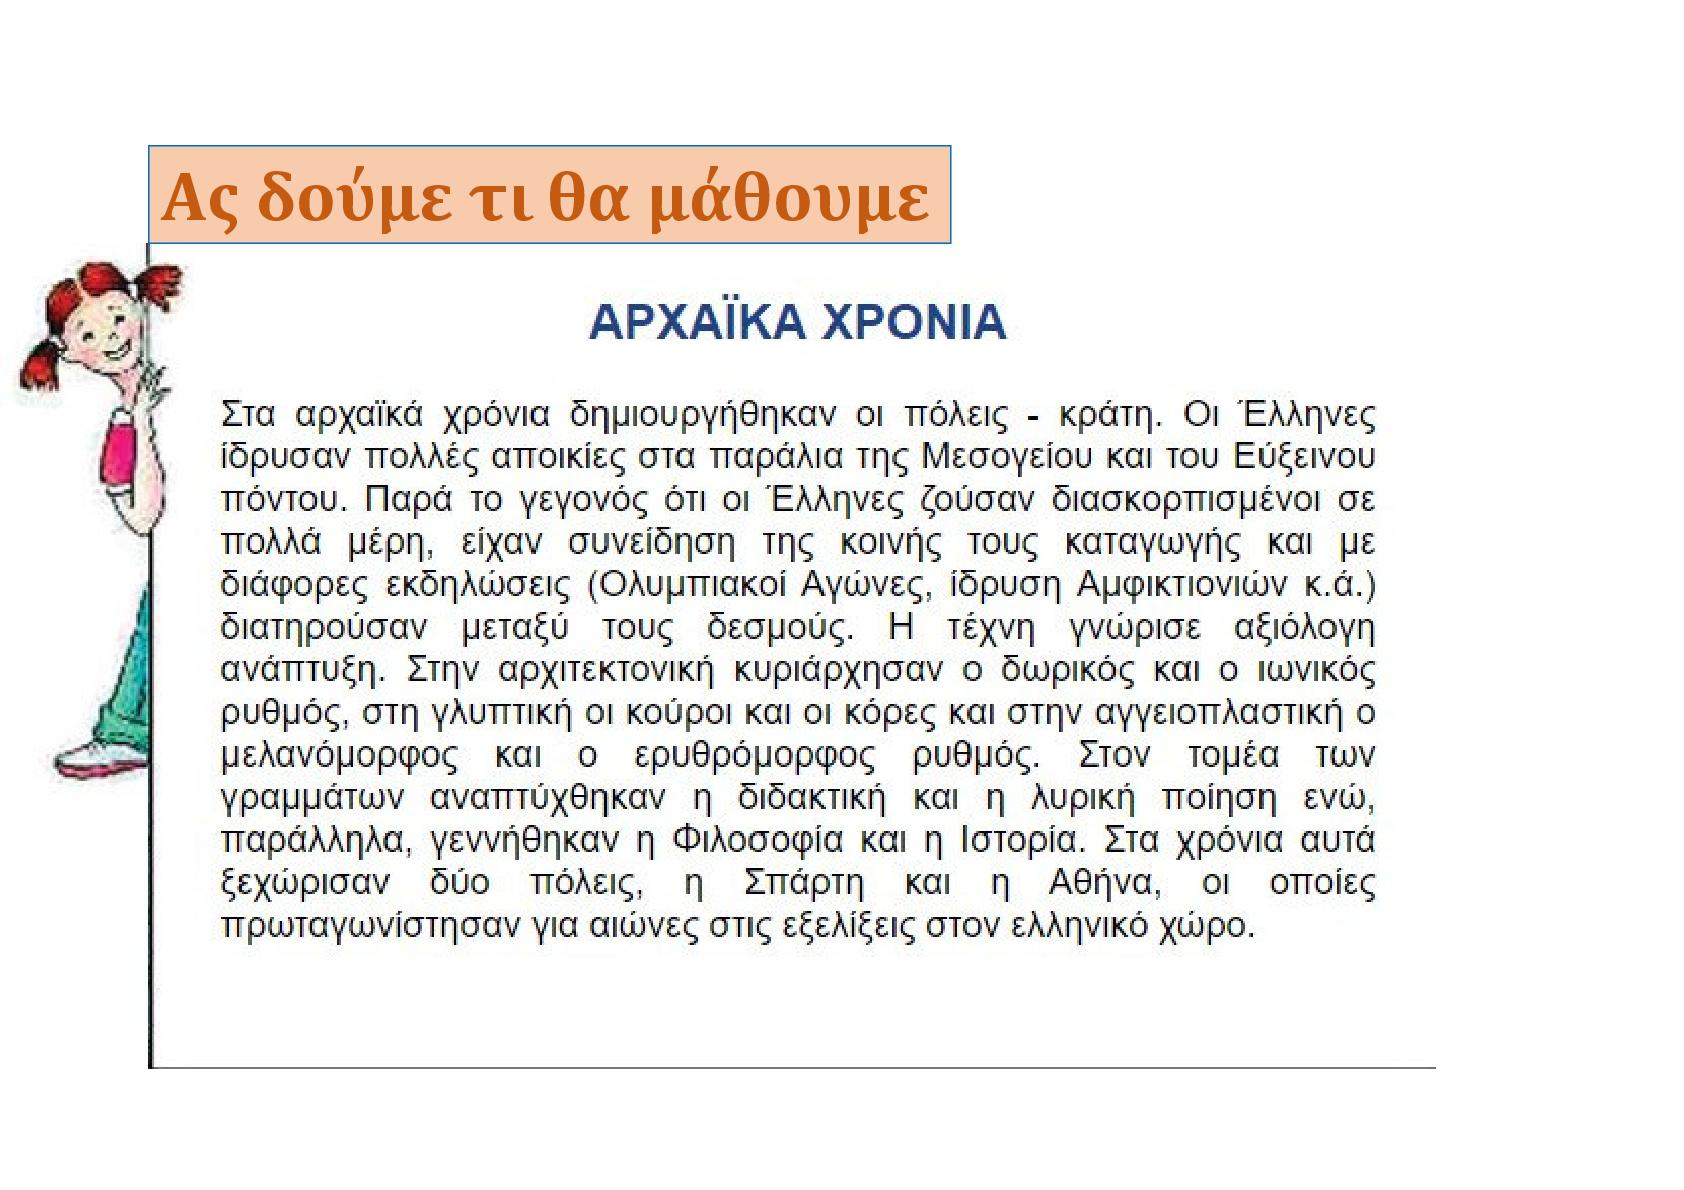 Ας δούμε τι θα μάθουμε
ΑΡΧΑΪΚΑ ΧΡΟΝΙΑ
Στα αρχαϊκά χρόνια δημιουργήθηκαν οι πόλεις - κράτη. Οι Έλληνες
ίδρυσαν πολλές αποικίες στα παράλια της Μεσογείου και του Εύξεινου
πόντου. Παρά το γεγονός ότι οι Έλληνες ζούσαν διασκορπισμένοι σε
πολλά μέρη, είχαν συνείδηση της κοινής τους καταγωγής και με
διάφορες εκδηλώσεις (Ολυμπιακοί Αγώνες, ίδρυση Αμφικτιονιών κ.ά.)
διατηρούσαν μεταξύ τους δεσμούς. Η τέχνη γνώρισε αξιόλογη
ανάπτυξη. Στην αρχιτεκτονική κυριάρχησαν ο δωρικός και ο ιωνικός
ρυθμός, στη γλυπτική οι κούροι και οι κόρες και στην αγγειοπλαστική ο
μελανόμορφος και ο ερυθρόμορφος ρυθμός. Στον τομέα των
γραμμάτων αναπτύχθηκαν η διδακτική και η λυρική ποίηση ενώ,
παράλληλα, γεννήθηκαν η Φιλοσοφία και η Ιστορία. Στα χρόνια αυτά
ξεχώρισαν δύο πόλεις, η Σπάρτη και η Αθήνα, οι οποίες
πρωταγωνίστησαν για αιώνες στις εξελίξεις στον ελληνικό χώρο.